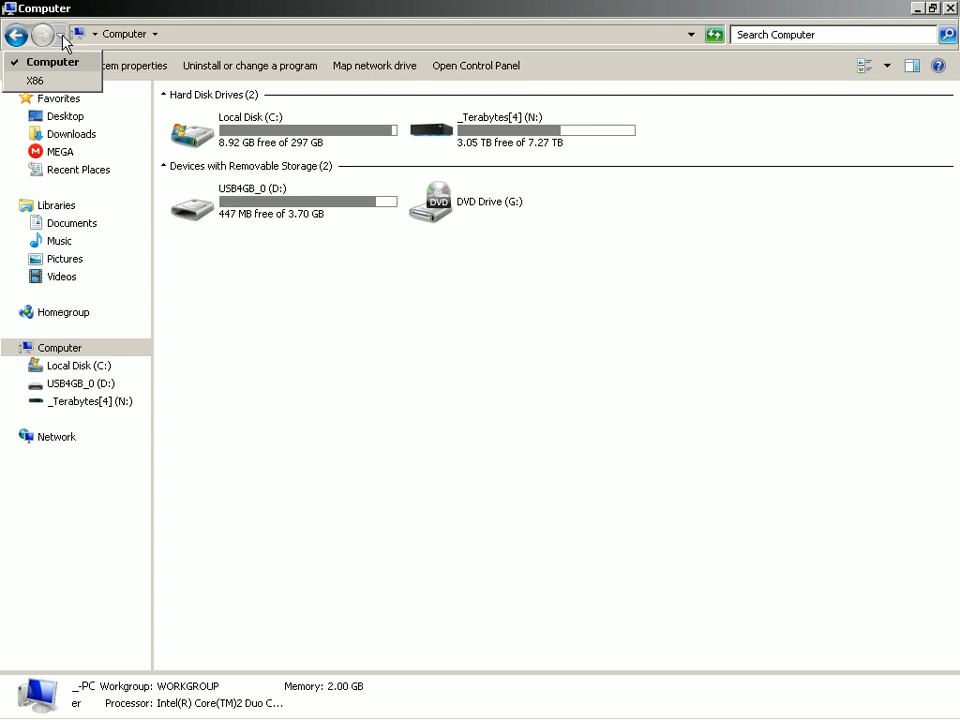 Computer
Computer
Search Computer
Computer
X86
tem properties
Uninstall or a change a program
Map network drive
Open Control Panel
Favorites
Desktop
Downloads
MEGA
Recent Places
Libraries
Documents
Music
Pictures
Videos
Homegroup
Computer
Local Disk (C:)
USB4GB_0 (D:)
_Terabytes[4] (N:)
Network
Hard Disk Drives (2)
Local Disk (C:)
8.92 GB free of 297 GB
_Terabytes[4] (N:)
3.05 TB free of 7.27 TB
Devices with Removable Storage (2)
USB4GB_0 (D:)
447 MB free of 3.70 GB
DVD
DVD Drive (G:)
_-PC Workgroup: WORKGROUP Memory: 2.00 GB
er Processor: Intel(R) Core(TM)2 Duo C...